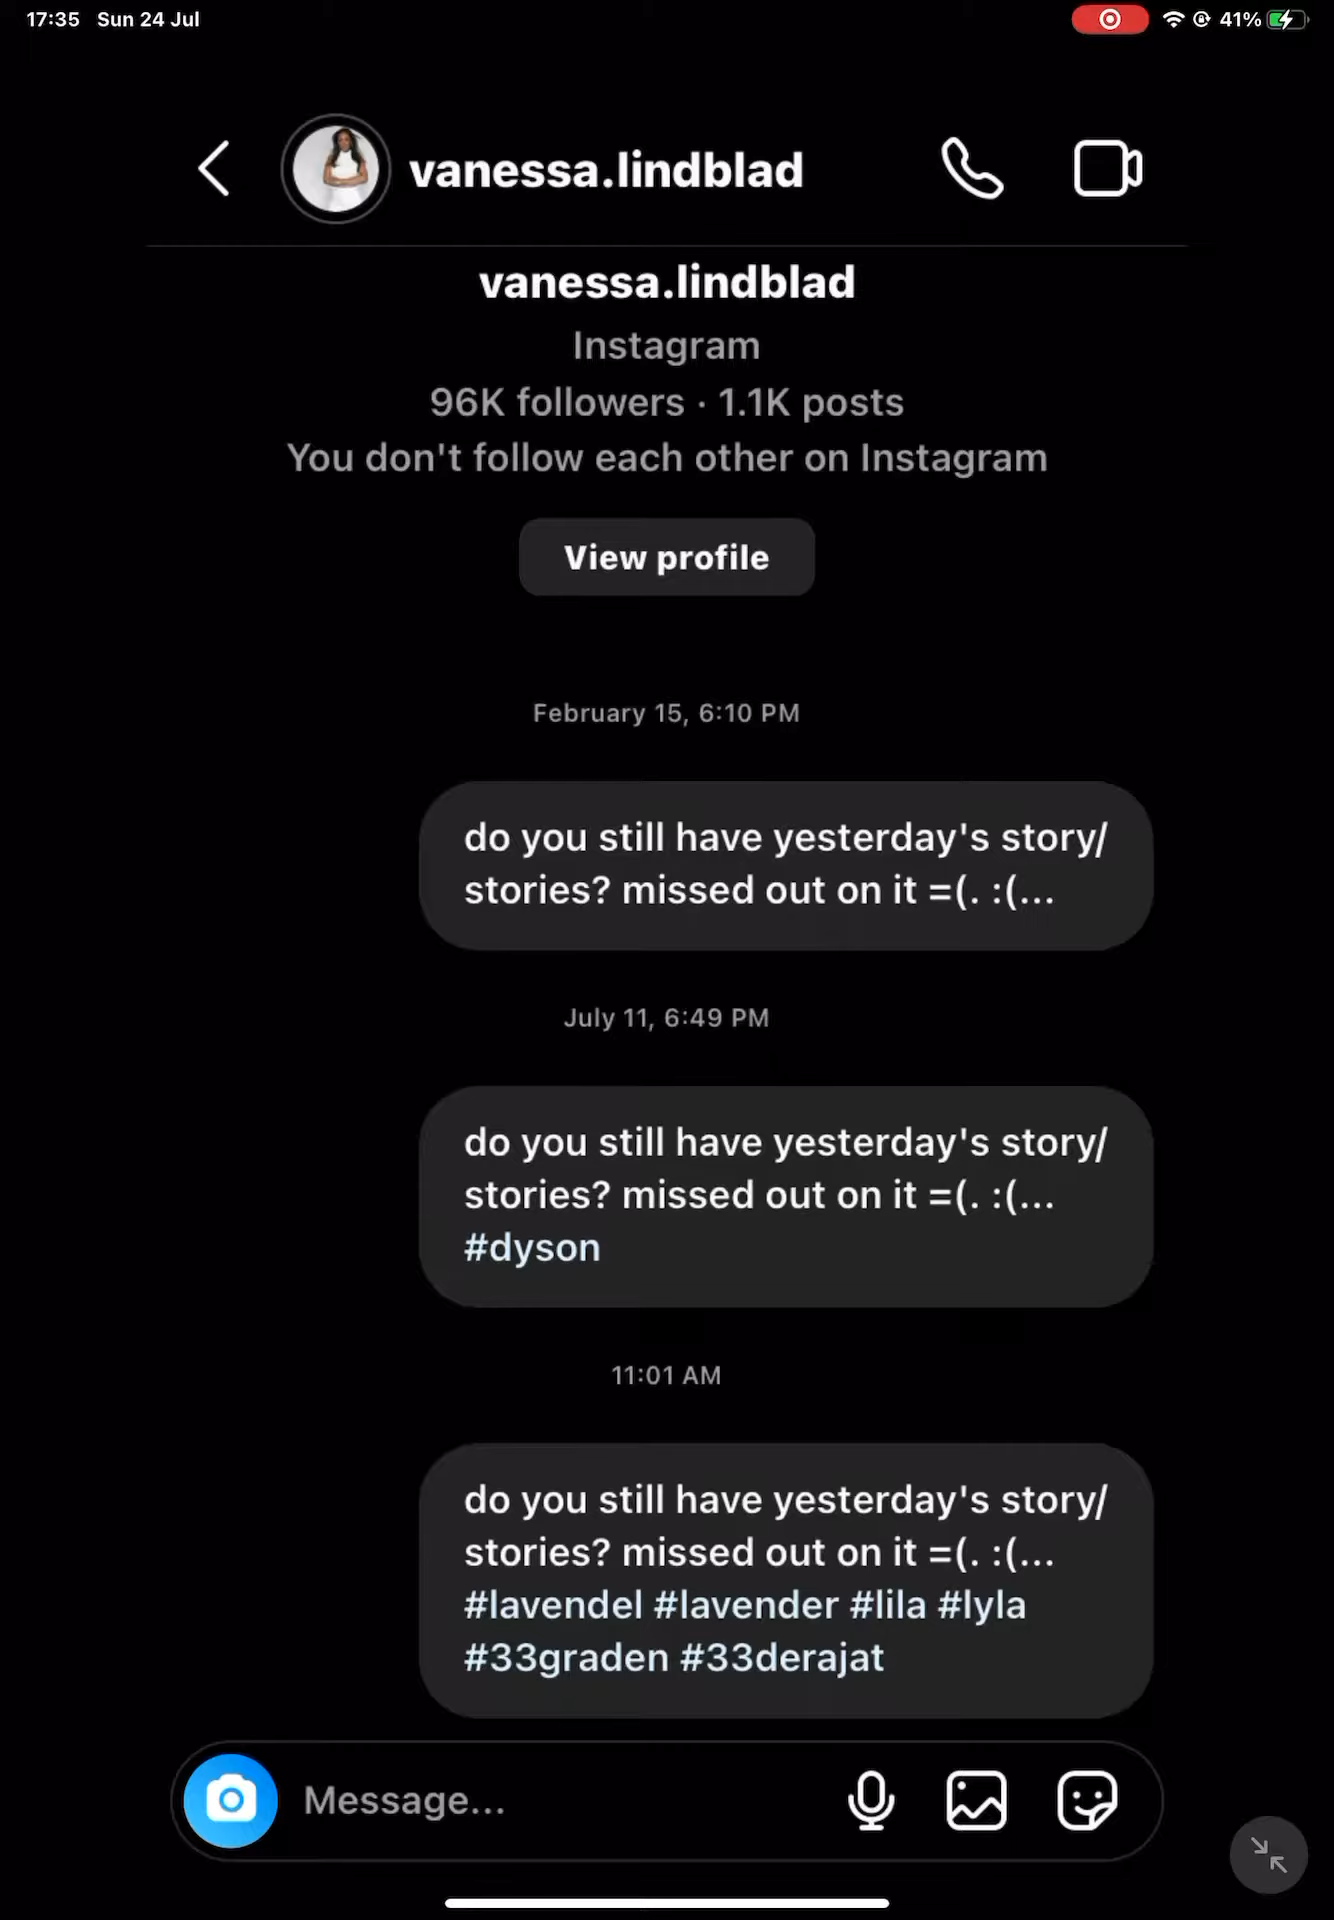 17:35 Sun 24 Jul
41%
vanessa.lindblad
vanessa.lindblad
Instagram
96K followers · 1.1K posts
You don't follow each other on Instagram
View profile
February 15, 6:10 PM
do you still have yesterday's story/
stories? missed out on it =(. :(...
July 11, 6:49 PM
do you still have yesterday's story/
stories? missed out on it =(. :(...
#dyson
11:01 AM
do you still have yesterday's story/
stories? missed out on it =(. :(...
#lavendel #lavender #lila #lyla
#33graden #33derajat
Message...